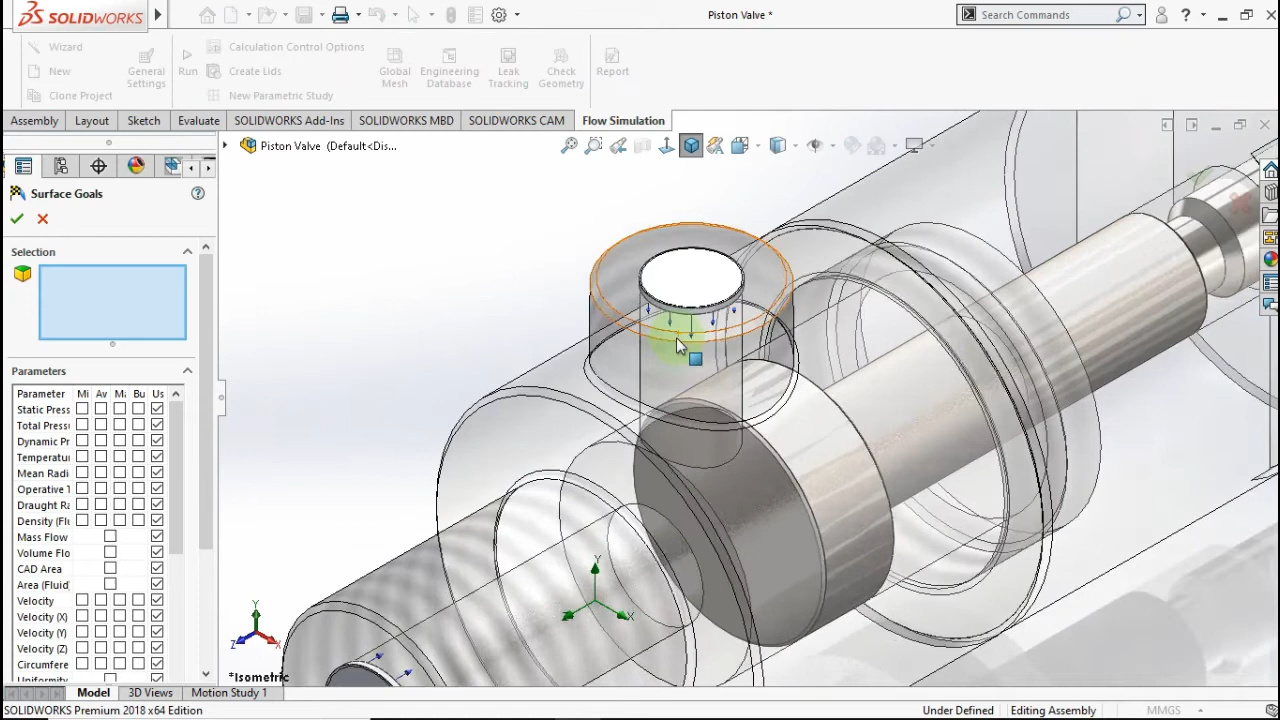 SOLIDWORKS
Piston Valve *
Search Commands
?
Wizard
New
Clone Project
General
Settings
Run
Calculation Control Options
Create Lids
New Parametric Study
Global
Mesh
Engineering
Database
Leak
Tracking
Check
Geometry
Report
Assembly
Layout
Sketch
Evaluate
SOLIDWORKS Add-Ins
SOLIDWORKS MBD
SOLIDWORKS CAM
Flow Simulation
Piston Valve (Default<Dis...
Surface Goals
?
Selection
Parameters
Parameter Mi Av Ma Bu Us
Static Press
Total Pressu
Dynamic Pr
Temperatur
Mean Radi
Operative T
Draught Ra
Density (Flu
Mass Flow
Volume Flo
CAD Area
Area (Fluid)
Velocity
Velocity (X)
Velocity (Y)
Velocity (Z)
Circumfere
Y
X
Y
Z
X
*Isometric
Model
3D Views
Motion Study 1
SOLIDWORKS Premium 2018 x64 Edition
Under Defined
Editing Assembly
MMGS